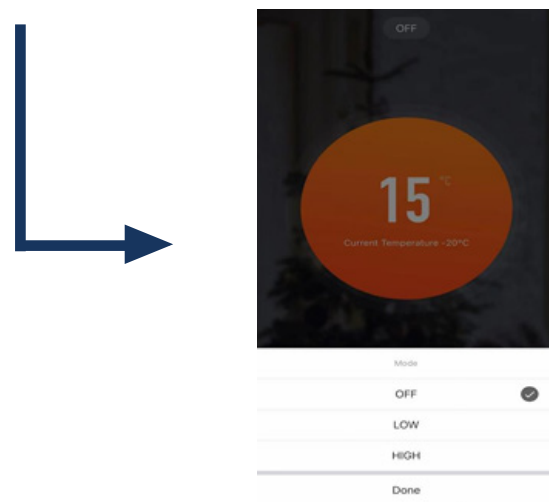 OFF
15 °C
Current Temperature -20°C
Mode
OFF
LOW
HIGH
Done